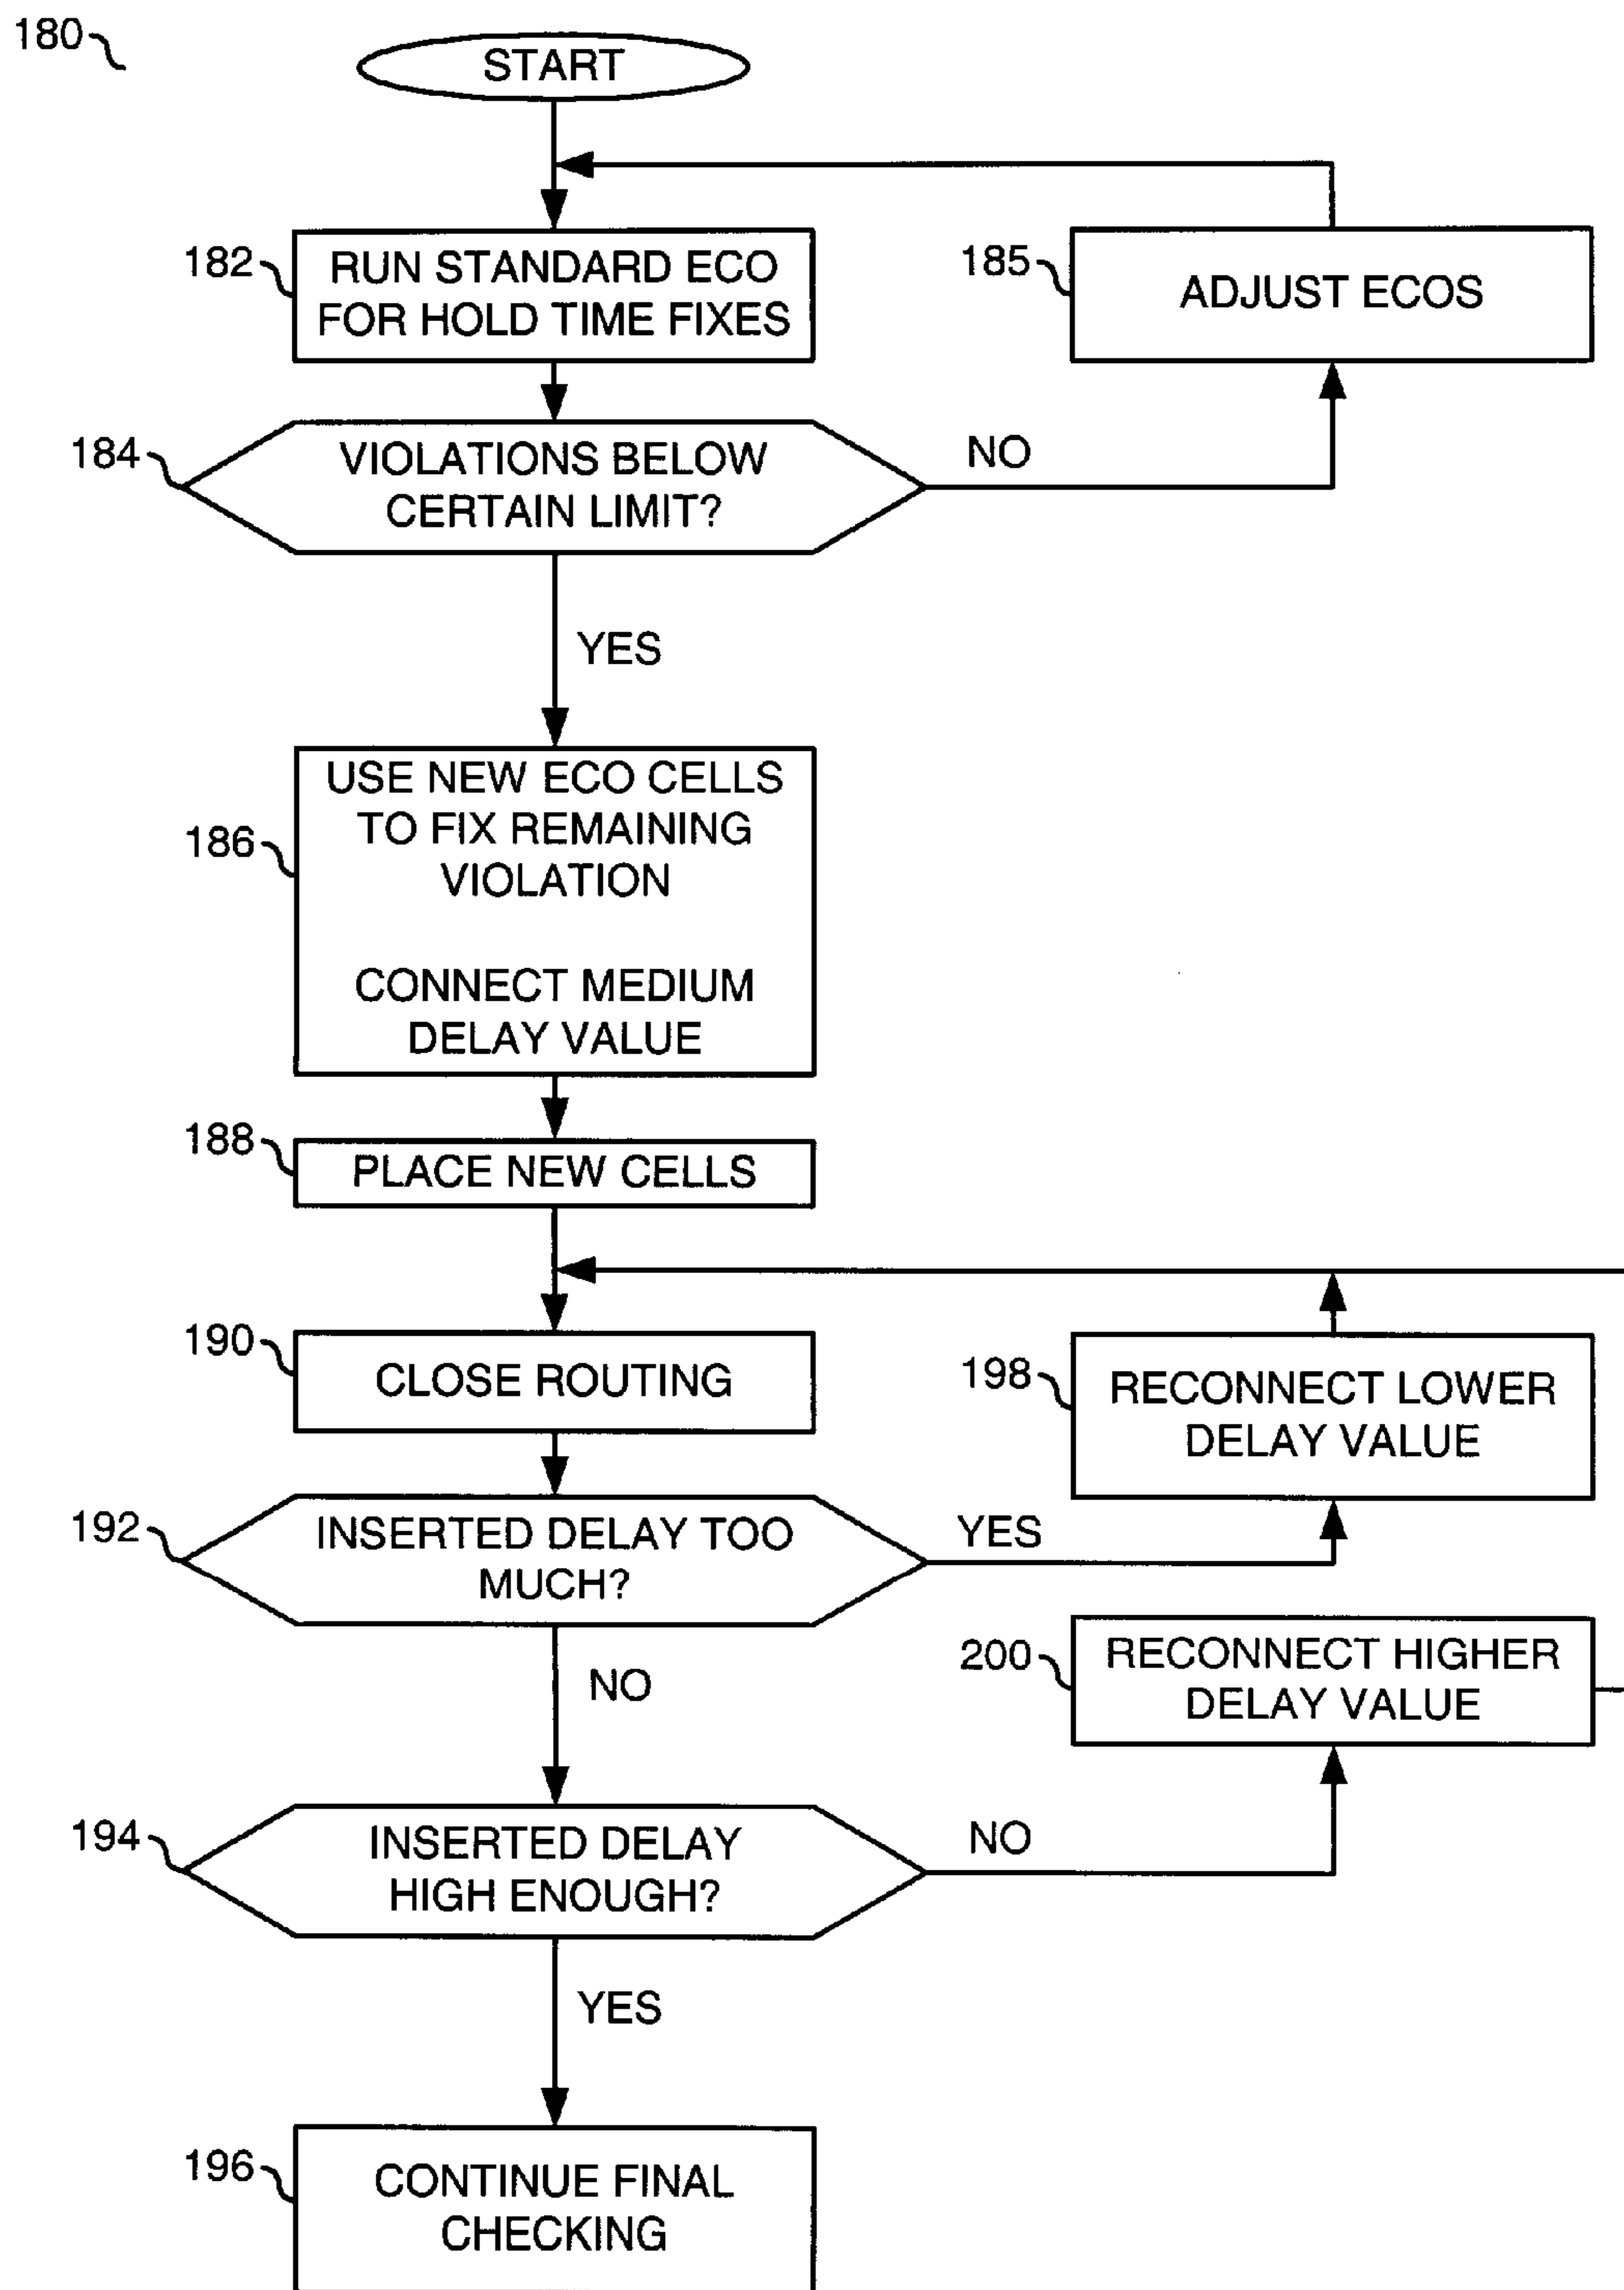 180
START
182
RUN STANDARD ECO
FOR HOLD TIME FIXES
185
ADJUST ECOS
184
VIOLATIONS BELOW
CERTAIN LIMIT?
NO
YES
186
USE NEW ECO CELLS
TO FIX REMAINING
VIOLATION
CONNECT MEDIUM
DELAY VALUE
188
PLACE NEW CELLS
190
CLOSE ROUTING
198
RECONNECT LOWER
DELAY VALUE
192
INSERTED DELAY TOO
MUCH?
YES
NO
200
RECONNECT HIGHER
DELAY VALUE
194
INSERTED DELAY
HIGH ENOUGH?
NO
YES
196
CONTINUE FINAL
CHECKING